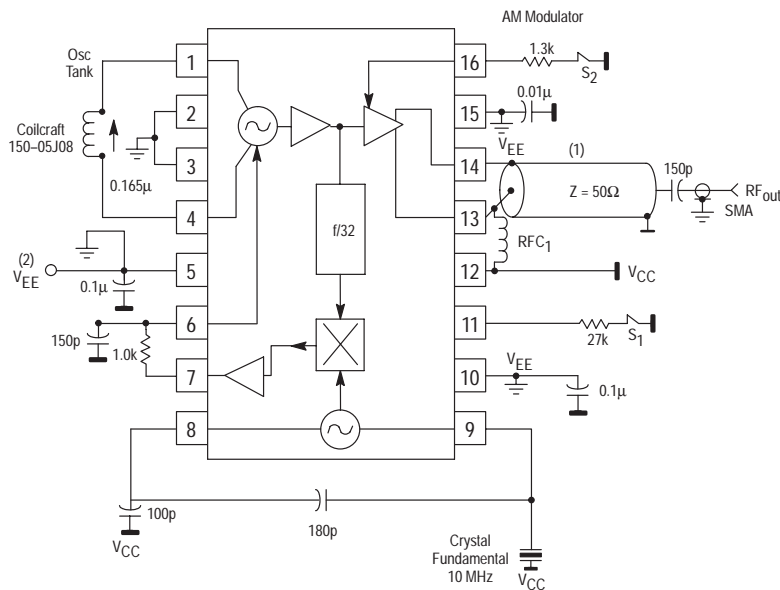 AM Modulator
Osc
Tank
1
16
1.3k
S2
2
15
0.01µ
Coilcraft
150–05J08
VEE
3
14
(1)
150p
0.165µ
Z = 50Ω
RFout
SMA
4
13
f/32
RFC1
(2)
VEE
5
12
VCC
0.1µ
6
11
27k
S1
150p
1.0k
7
10
VEE
0.1µ
8
9
100p
180p
VCC
Crystal
Fundamental
10 MHz
VCC